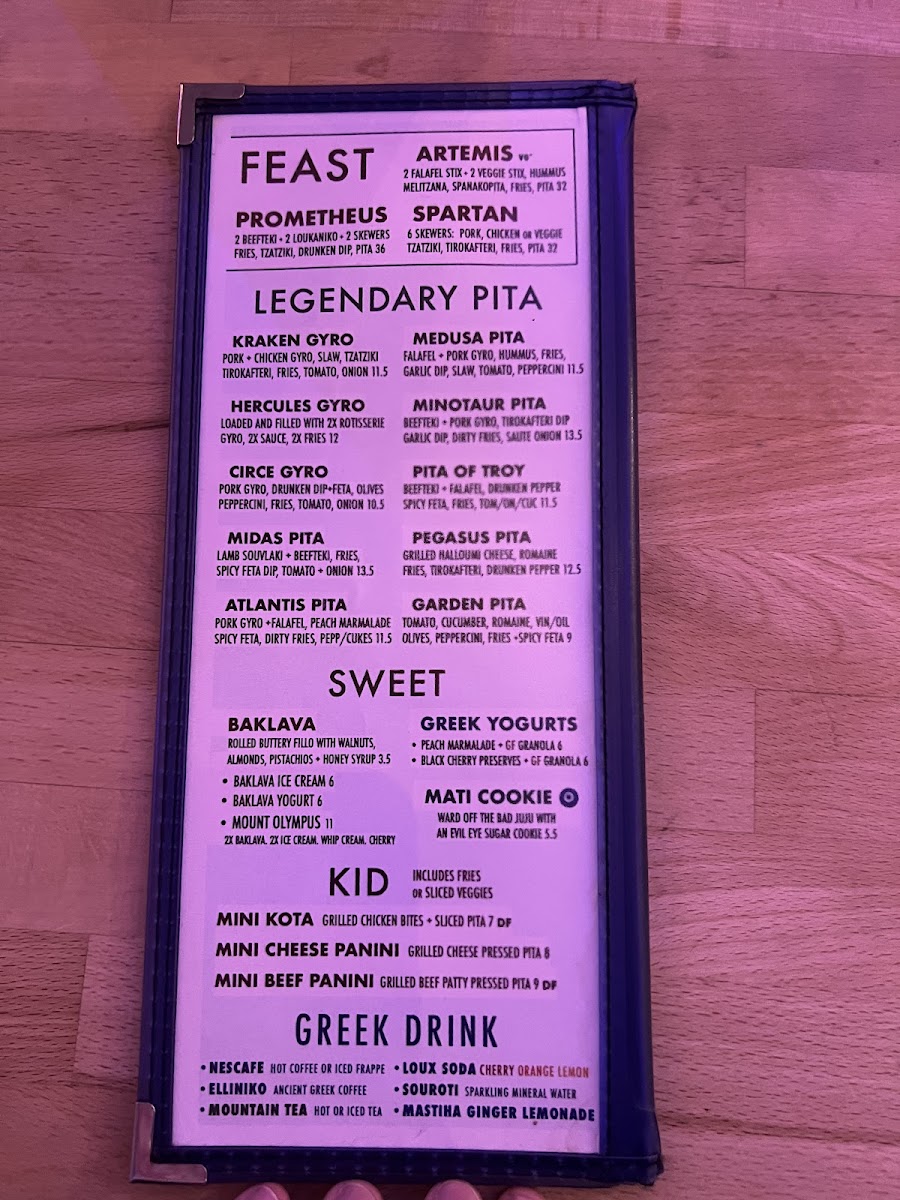 FEAST
ARTEMIS VG*
2 FALAFEL STIX + 2 VEGGIE STIX, HUMMUS
MELITZANA, SPANAKOPITA, FRIES, PITA 32
PROMETHEUS
2 BEEFTEKI + 2 LOUKANIKO + 2 SKEWERS
FRIES, TZATZIKI, DRUNKEN DIP, PITA 36
SPARTAN
6 SKEWERS: PORK, CHICKEN OR VEGGIE
TZATZIKI, TIROKAFTERI, FRIES, PITA 32
LEGENDARY PITA
KRAKEN GYRO
PORK + CHICKEN GYRO, SLAW, TZATZIKI
TIROKAFTERI, FRIES, TOMATO, ONION 11.5
MEDUSA PITA
FALAFEL + PORK GYRO, HUMMUS, FRIES,
GARLIC DIP, SLAW, TOMATO, PEPPERCINI 11.5
HERCULES GYRO
LOADED AND FILLED WITH 2X ROTISSERIE
GYRO, 2X SAUCE, 2X FRIES 12
MINOTAUR PITA
BEEFTEKI + PORK GYRO, TIROKAFTERI DIP
GARLIC DIP, DIRTY FRIES, SAUTE ONION 13.5
CIRCE GYRO
PORK GYRO, DRUNKEN DIP+FETA, OLIVES
PEPPERCINI, FRIES, TOMATO, ONION 10.5
PITA OF TROY
BEEFTEKI + FALAFEL, DRUNKEN PEPPER
SPICY FETA, FRIES, TOM/ON/CUC 11.5
MIDAS PITA
LAMB SOUVLAKI + BEEFTEKI, FRIES,
SPICY FETA DIP, TOMATO + ONION 13.5
PEGASUS PITA
GRILLED HALLOUMI CHEESE, ROMAINE
FRIES, TIROKAFTERI, DRUNKEN PEPPER 12.5
ATLANTIS PITA
PORK GYRO +FALAFEL, PEACH MARMALADE
SPICY FETA, DIRTY FRIES, PEPP/CUKES 11.5
GARDEN PITA
TOMATO, CUCUMBER, ROMAINE, VIN/OIL
OLIVES, PEPPERCINI, FRIES +SPICY FETA 9
SWEET
BAKLAVA
ROLLED BUTTERY FILLO WITH WALNUTS,
ALMONDS, PISTACHIOS + HONEY SYRUP 3.5
• BAKLAVA ICE CREAM 6
• BAKLAVA YOGURT 6
• MOUNT OLYMPUS 11
2X BAKLAVA, 2X ICE CREAM, WHIP CREAM, CHERRY
GREEK YOGURTS
• PEACH MARMALADE + GF GRANOLA 6
• BLACK CHERRY PRESERVES + GF GRANOLA 6
MATI COOKIE
WARD OFF THE BAD JUJU WITH
AN EVIL EYE SUGAR COOKIE 5.5
KID
INCLUDES FRIES
OR SLICED VEGGIES
MINI KOTA GRILLED CHICKEN BITES + SLICED PITA 7 DF
MINI CHEESE PANINI GRILLED CHEESE PRESSED PITA 8
MINI BEEF PANINI GRILLED BEEF PATTY PRESSED PITA 9 DF
GREEK DRINK
• NESCAFE HOT COFFEE OR ICED FRAPPE
• ELLINIKO ANCIENT GREEK COFFEE
• MOUNTAIN TEA HOT OR ICED TEA
• LOUX SODA CHERRY ORANGE LEMON
• SOUROTI SPARKLING MINERAL WATER
• MASTIHA GINGER LEMONADE